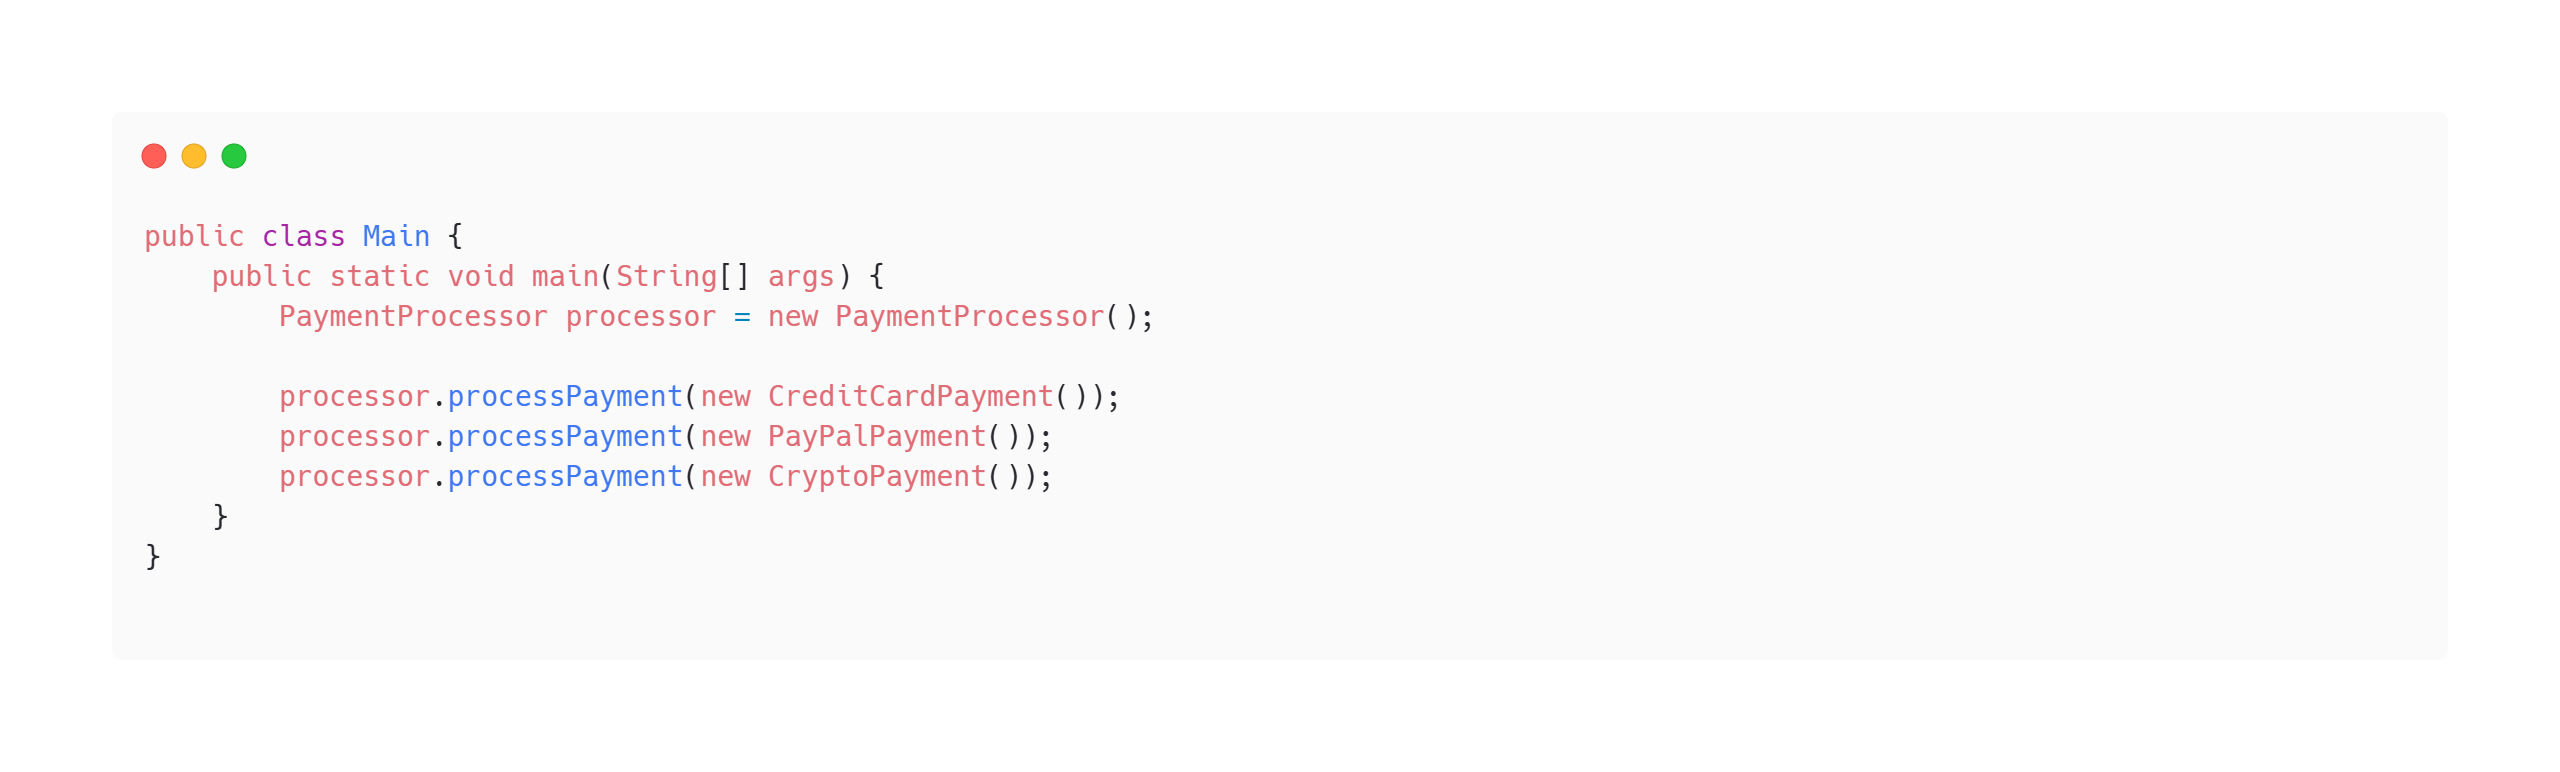 public class Main {
    public static void main(String[] args) {
        PaymentProcessor processor = new PaymentProcessor();

        processor.processPayment(new CreditCardPayment());
        processor.processPayment(new PayPalPayment());
        processor.processPayment(new CryptoPayment());
    }
}